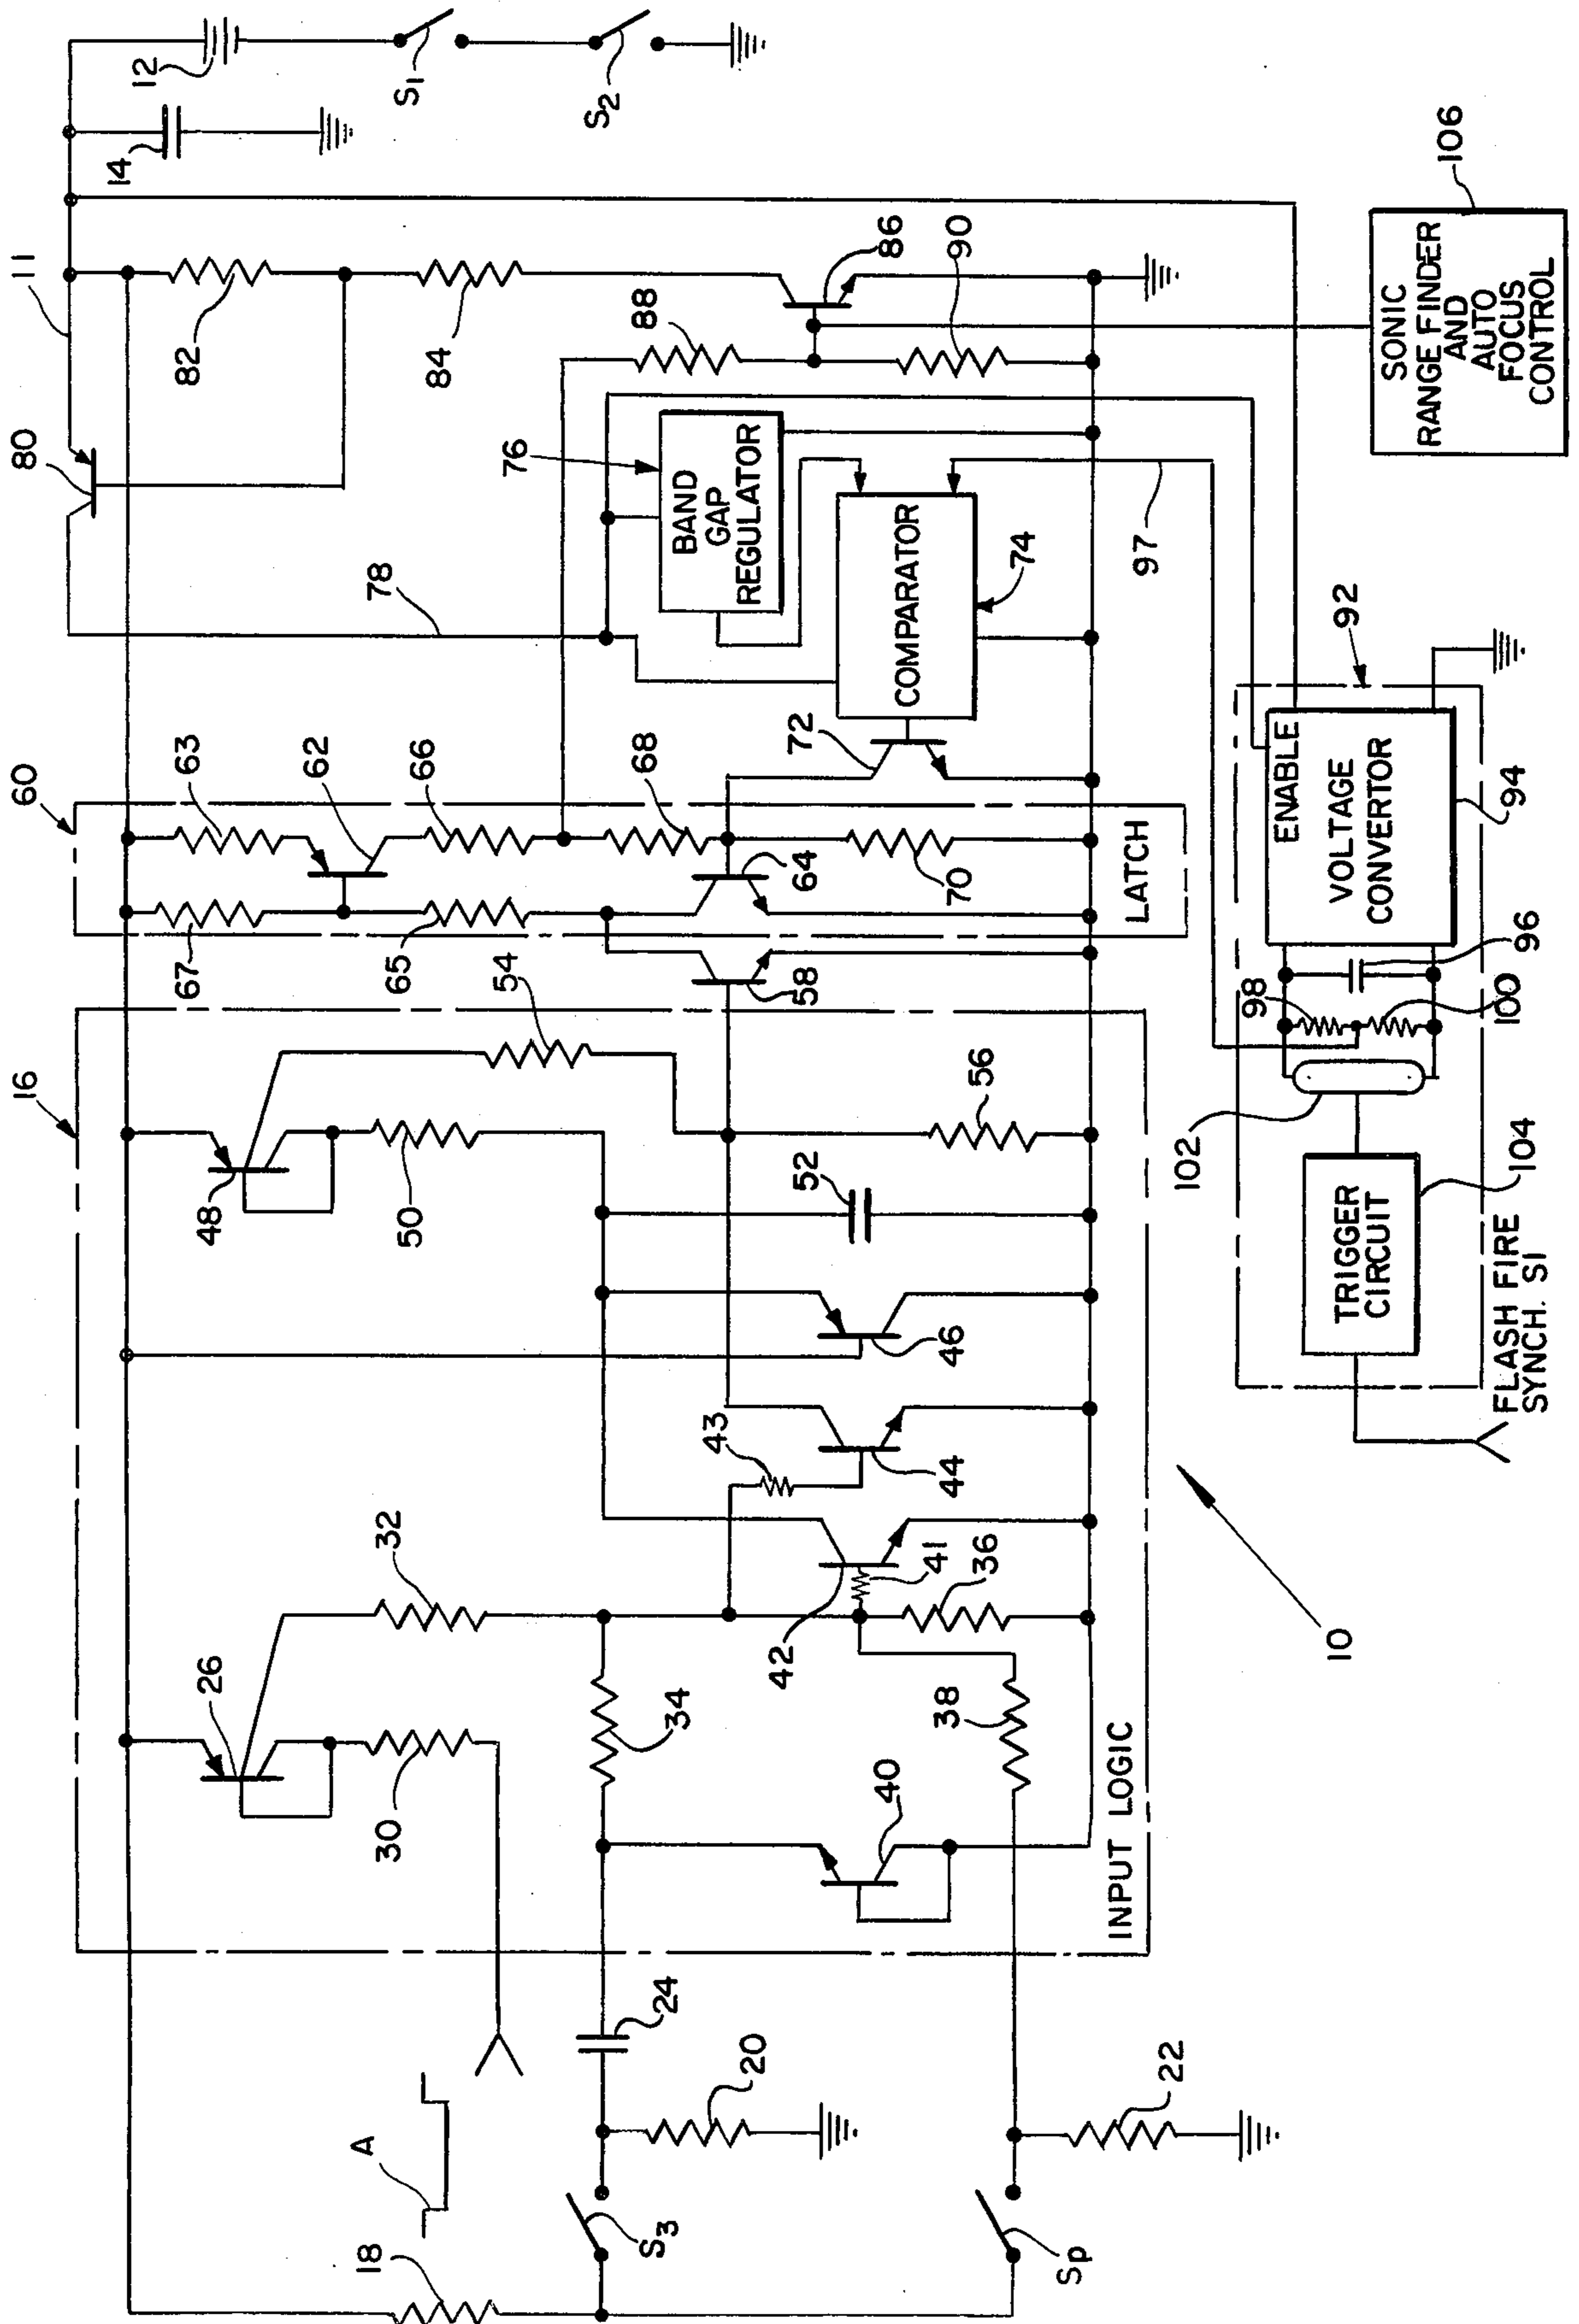 11
80
82
84
78
14
12
S1
S2
88
86
90
76
BAND
GAP
REGULATOR
COMPARATOR
74
97
72
106
SONIC
RANGE FINDER
AND
AUTO
FOCUS
CONTROL
60
63
62
66
68
64
70
67
65
58
LATCH
54
16
48
50
52
56
46
43
44
32
41
36
42
26
30
34
38
40
INPUT LOGIC
10
A
18
24
20
S3
22
Sp
92
ENABLE
VOLTAGE
CONVERTOR
94
96
98
100
102
104
TRIGGER
CIRCUIT
FLASH FIRE
SYNCH. SI